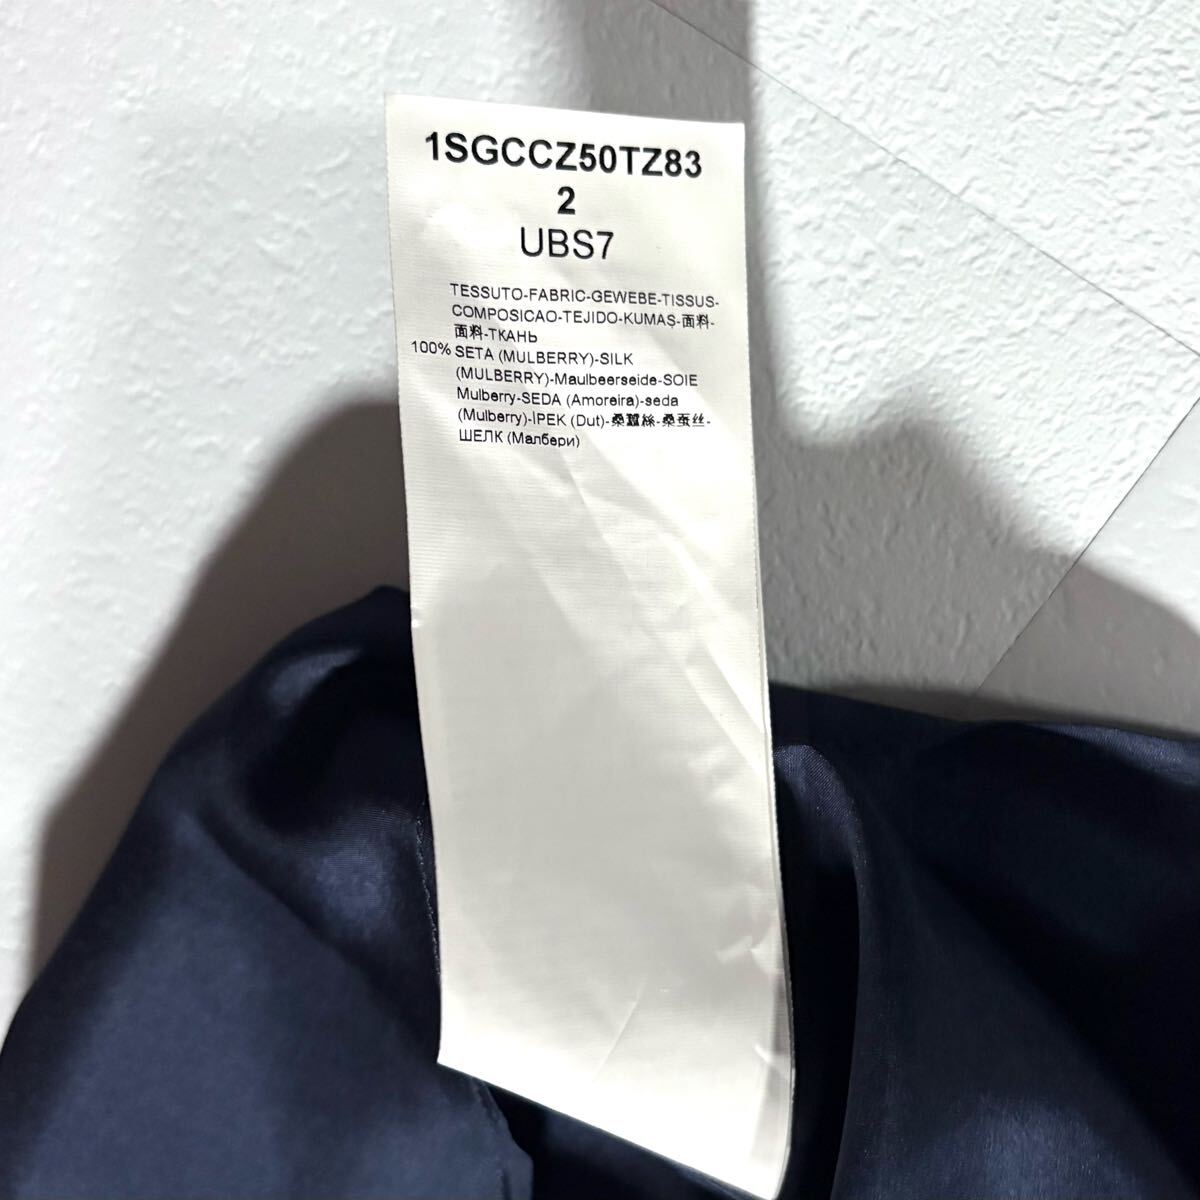 1SGCCZ50TZ83
2
UBS7
TESSUTO-FABRIC-GEWEBE-TISSUS-
COMPOSICAO-TEJIDO-KUMAŞ-面料-
面料-ТКАНЬ
100% SETA (MULBERRY)-SILK
(MULBERRY)-Maulbeerseide-SOIE
Mulberry-SEDA (Amoreira)-seda
(Mulberry)-İPEK (Dut)-桑蠶絲-桑蚕丝-
ШЕЛК (Малбери)